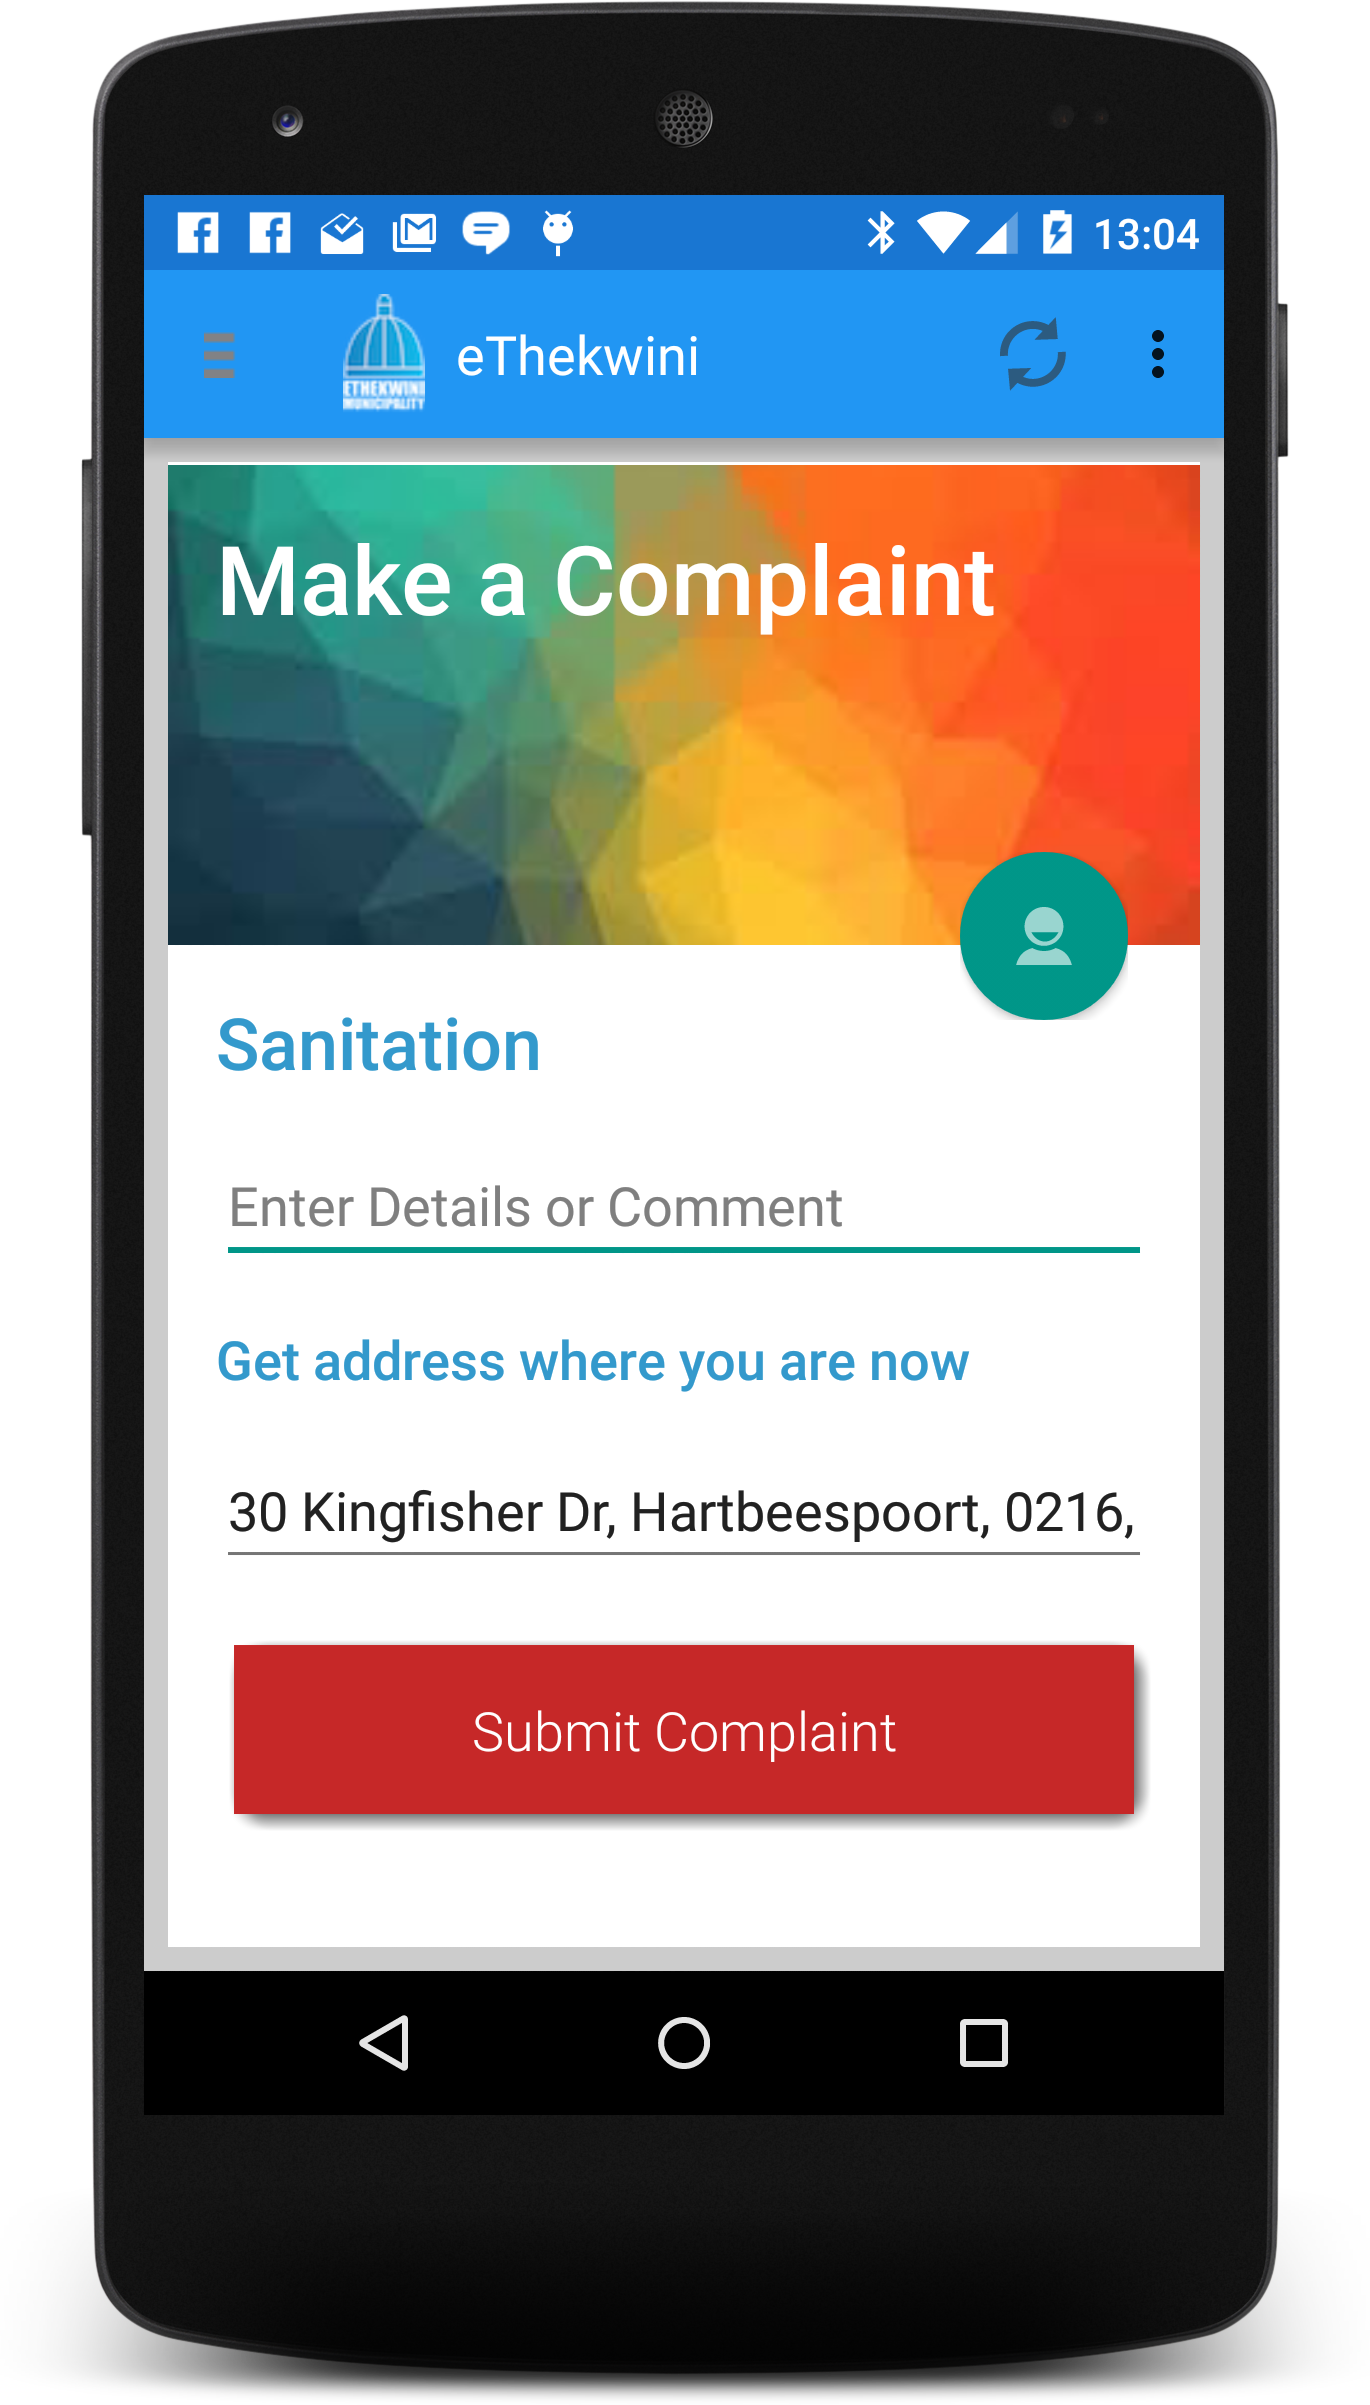 13:04
ETHEKWINI
MUNICIPALITY
eThekwini
Make a Complaint
Sanitation
Enter Details or Comment
Get address where you are now
30 Kingfisher Dr, Hartbeespoort, 0216,
Submit Complaint